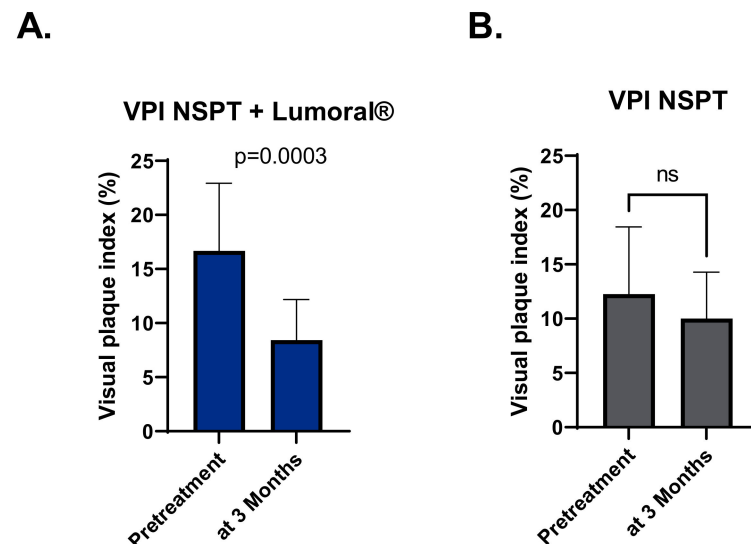 A.
VPI NSPT + Lumoral®
p=0.0003
Visual plaque index (%)
25
20
15
10
5
0
Pretreatment
at 3 Months
B.
VPI NSPT
ns
Visual plaque index (%)
25
20
15
10
5
0
Pretreatment
at 3 Months